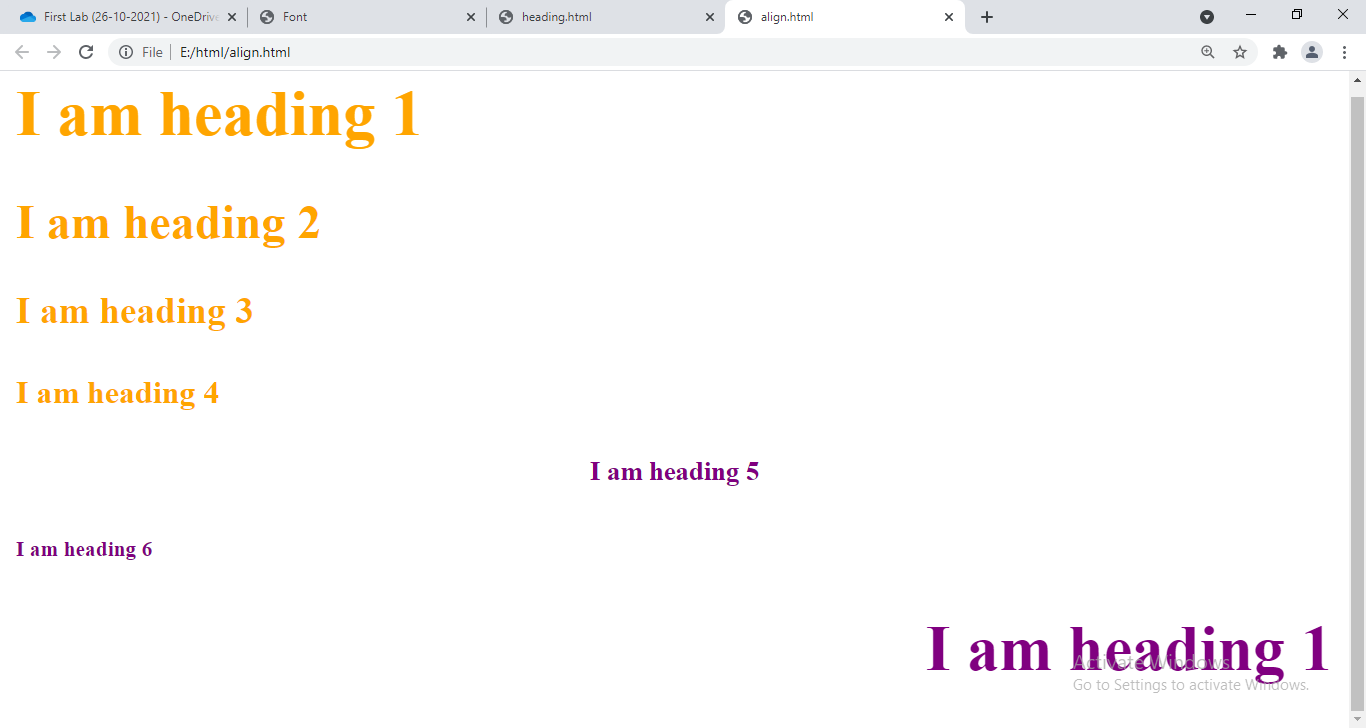 First Lab (26-10-2021) - OneDrive
Font
heading.html
align.html
File E:/html/align.html
I am heading 1
I am heading 2
I am heading 3
I am heading 4
I am heading 5
I am heading 6
I am heading 1
Activate Windows
Go to Settings to activate Windows.